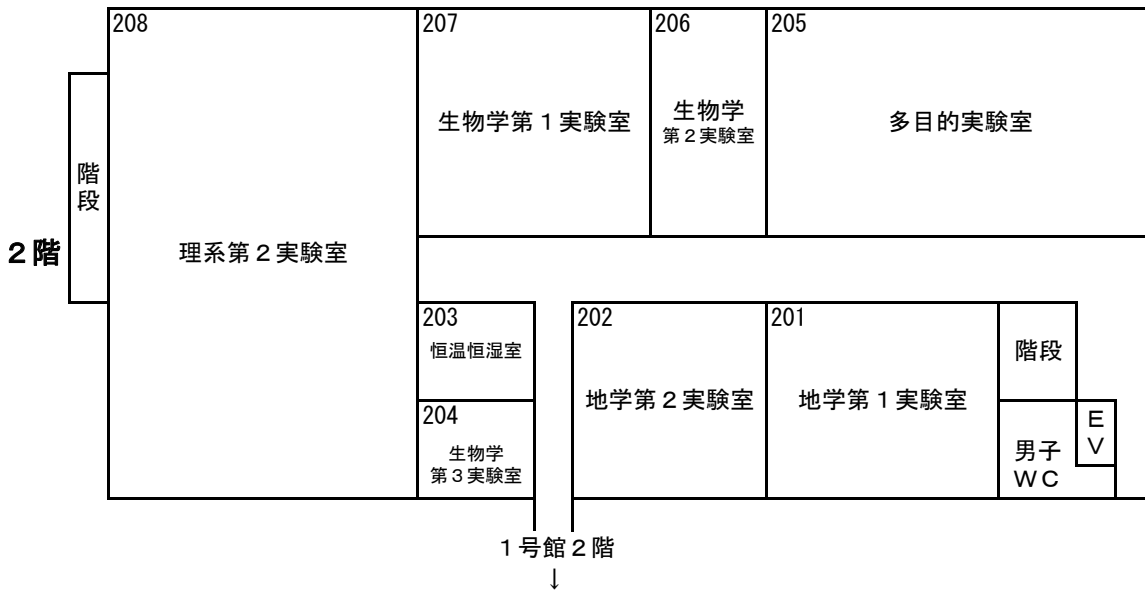 208
207
206
205
生物学第１実験室
生物学
第２実験室
多目的実験室
階
段
２階
理系第２実験室
203
恒温恒湿室
202
201
階段
204
生物学
第３実験室
地学第２実験室
地学第１実験室
男子
ＷＣ
Ｅ
Ｖ
１号館２階
↓